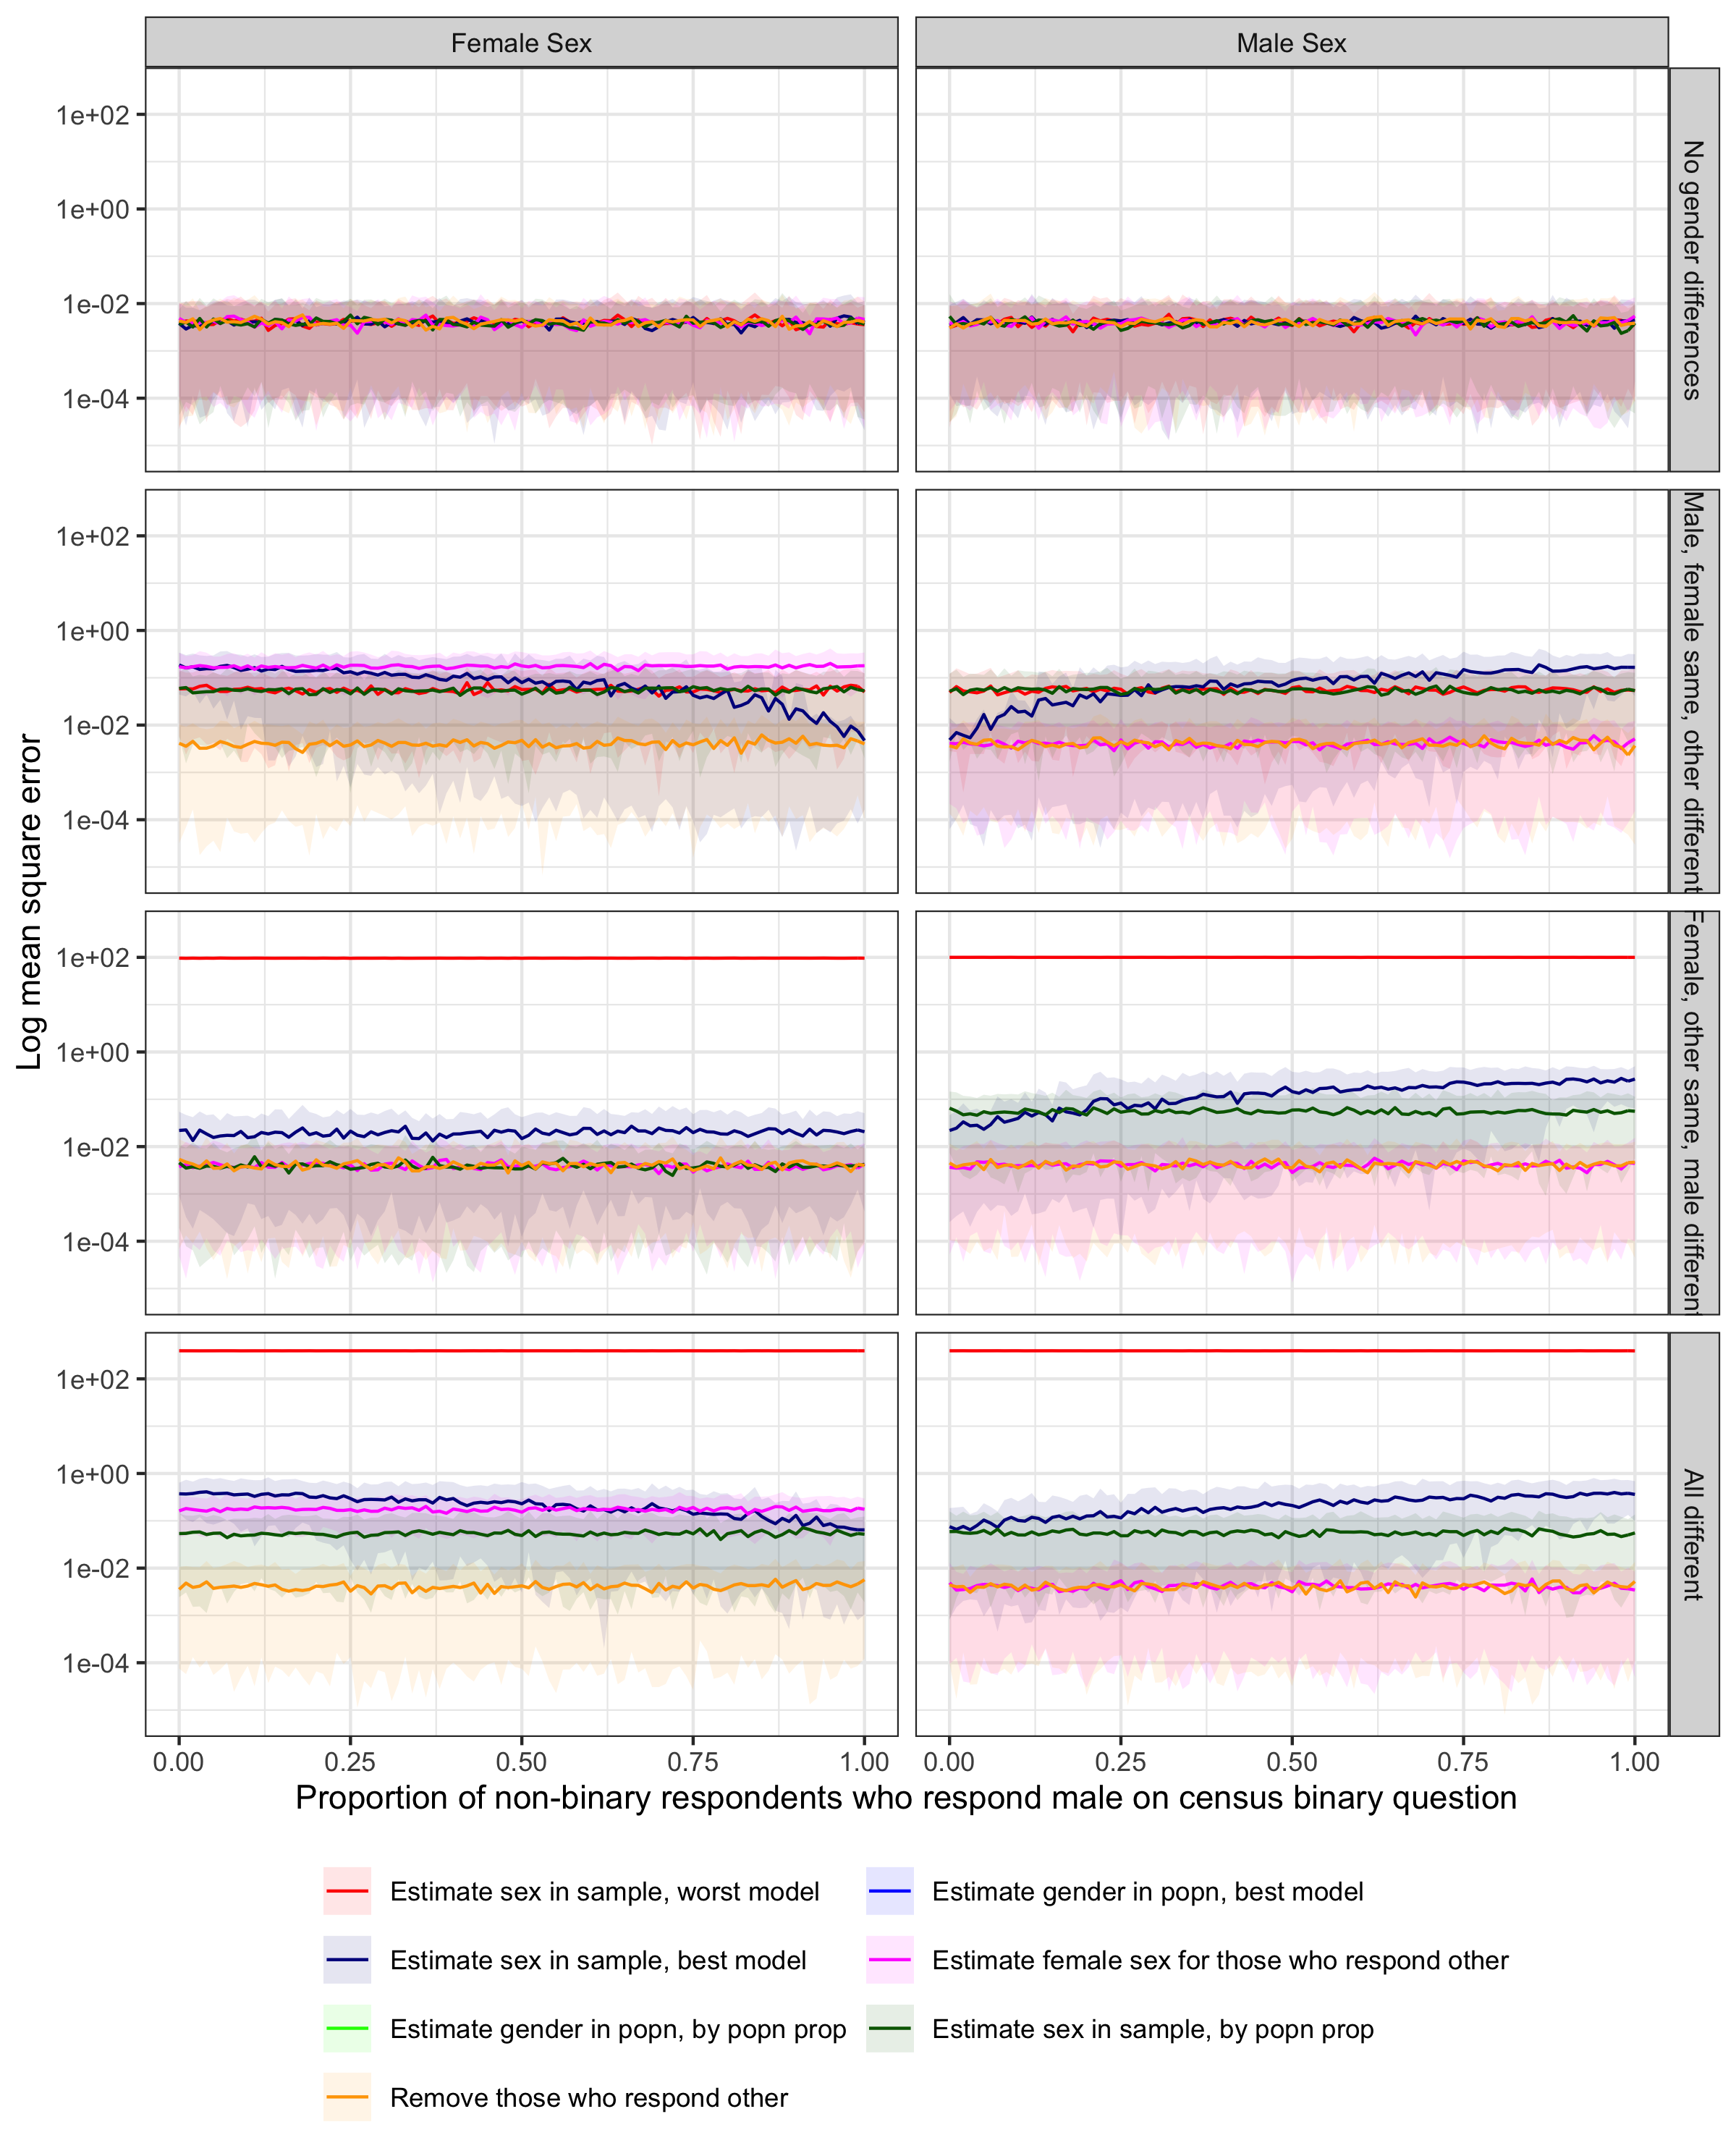 Female Sex
Male Sex
1e+02
1e+00
1e-02
1e-04
No gender differences
1e+02
1e+00
1e-02
1e-04
Male, female same, other different
1e+02
1e+00
1e-02
1e-04
Female, other same, male different
1e+02
1e+00
1e-02
1e-04
All different
Log mean square error
0.00 0.25 0.50 0.75 1.00 0.00 0.25 0.50 0.75 1.00
Proportion of non-binary respondents who respond male on census binary question
Estimate sex in sample, worst model
Estimate gender in popn, best model
Estimate sex in sample, best model
Estimate female sex for those who respond other
Estimate gender in popn, by popn prop
Estimate sex in sample, by popn prop
Remove those who respond other